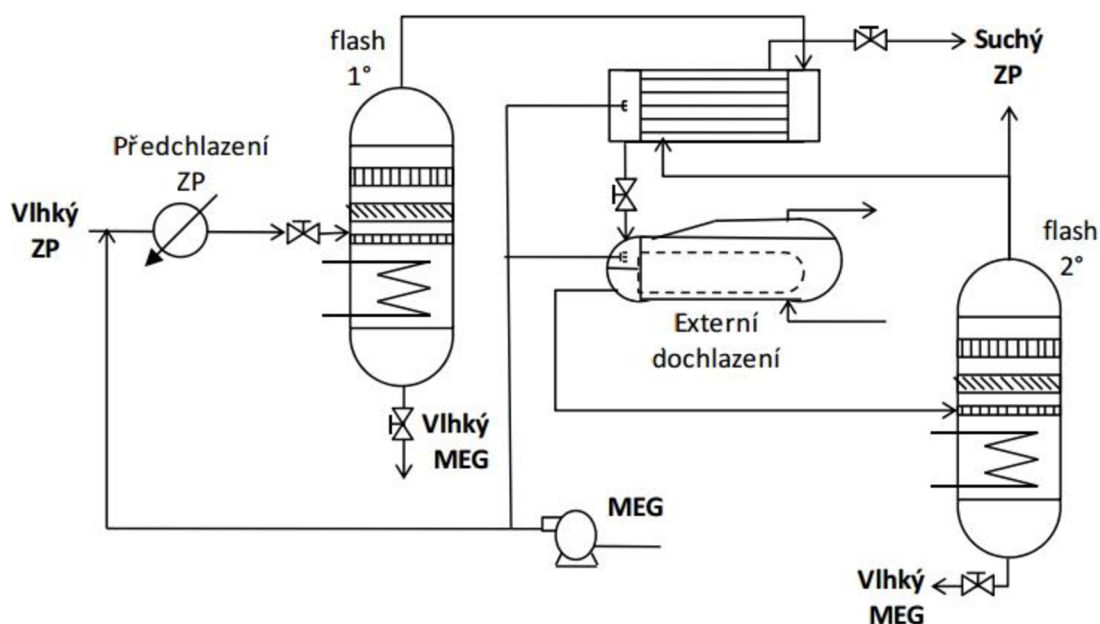 flash
1°
Suchý
ZP
Předchlazení
ZP
Vlhký
ZP
flash
2°
Externí
dochlazení
Vlhký
MEG
MEG
Vlhký
MEG